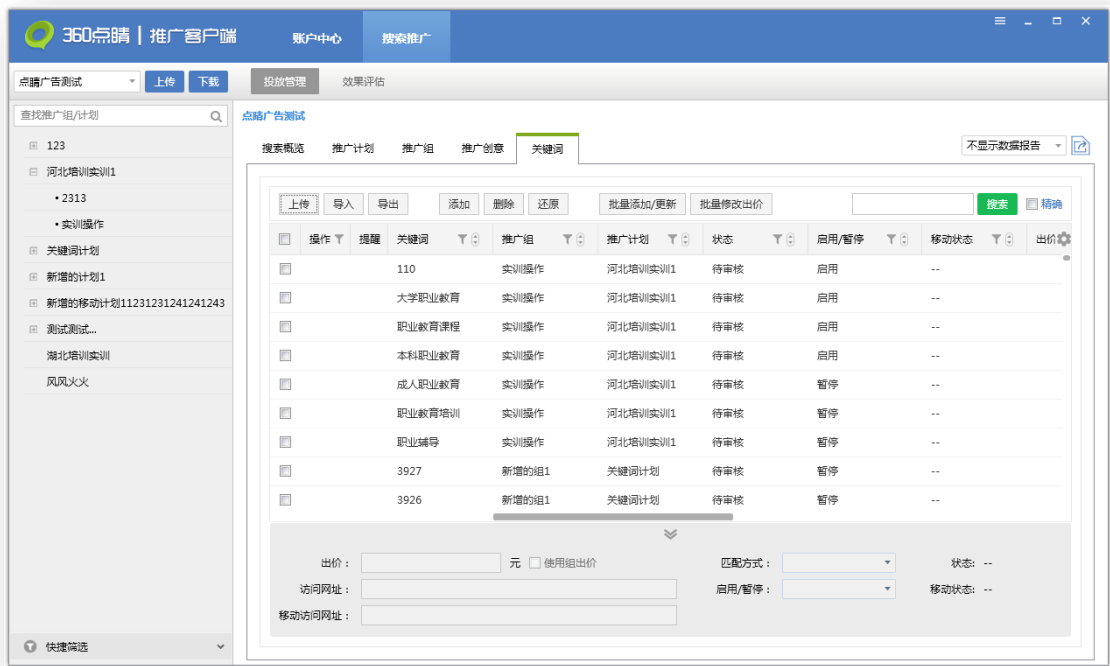 360点睛 | 推广客户端 账户中心 搜索推广
点睛广告测试 上传 下载 投放管理 效果评估
查找推广组/计划
123
河北培训实训1
• 2313
• 实训操作
关键词计划
新增的计划1
新增的移动计划11231231241241243
测试测试...
湖北培训实训
风风火火
快捷筛选
点睛广告测试
搜索概览 推广计划 推广组 推广创意 关键词 不显示数据报告
上传 导入 导出 添加 删除 还原 批量添加/更新 批量修改出价 搜索 精确
操作 提醒 关键词 推广组 推广计划 状态 启用/暂停 移动状态 出价
110 实训操作 河北培训实训1 待审核 启用 --
大学职业教育 实训操作 河北培训实训1 待审核 启用 --
职业教育课程 实训操作 河北培训实训1 待审核 启用 --
本科职业教育 实训操作 河北培训实训1 待审核 启用 --
成人职业教育 实训操作 河北培训实训1 待审核 暂停 --
职业教育培训 实训操作 河北培训实训1 待审核 暂停 --
职业辅导 实训操作 河北培训实训1 待审核 暂停 --
3927 新增的组1 关键词计划 待审核 暂停 --
3926 新增的组1 关键词计划 待审核 暂停 --
出价： 元 使用组出价 匹配方式： 状态: --
访问网址： 启用/暂停： 移动状态: --
移动访问网址：